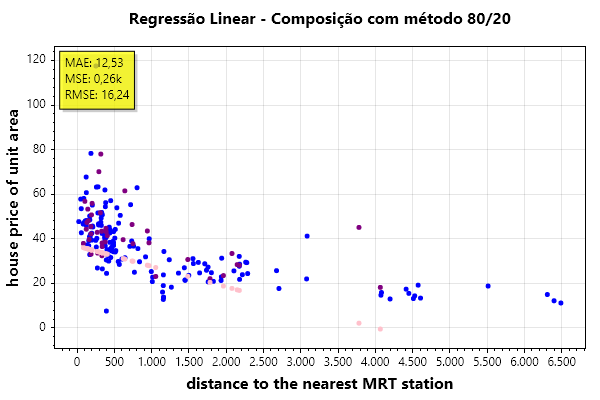 Regressão Linear - Composição com método 80/20
MAE: 12,53
MSE: 0,26k
RMSE: 16,24
house price of unit area
120
100
80
60
40
20
0
0 500 1.000 1.500 2.000 2.500 3.000 3.500 4.000 4.500 5.000 5.500 6.000 6.500
distance to the nearest MRT station